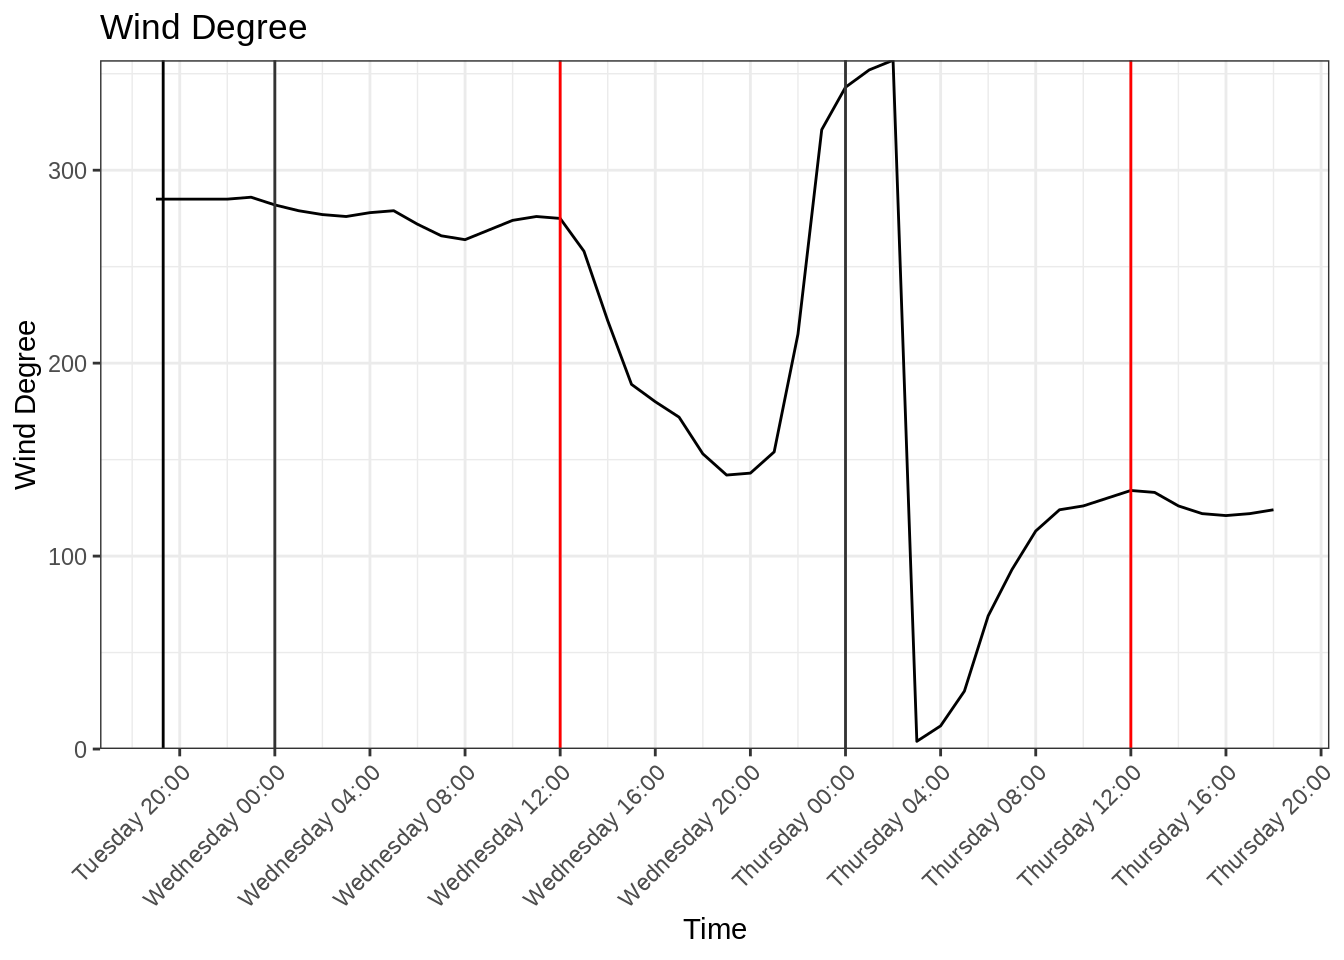 Wind Degree
Wind Degree
300
200
100
0
Tuesday 20:00
Wednesday 00:00
Wednesday 04:00
Wednesday 08:00
Wednesday 12:00
Wednesday 16:00
Wednesday 20:00
Thursday 00:00
Thursday 04:00
Thursday 08:00
Thursday 12:00
Thursday 16:00
Thursday 20:00
Time